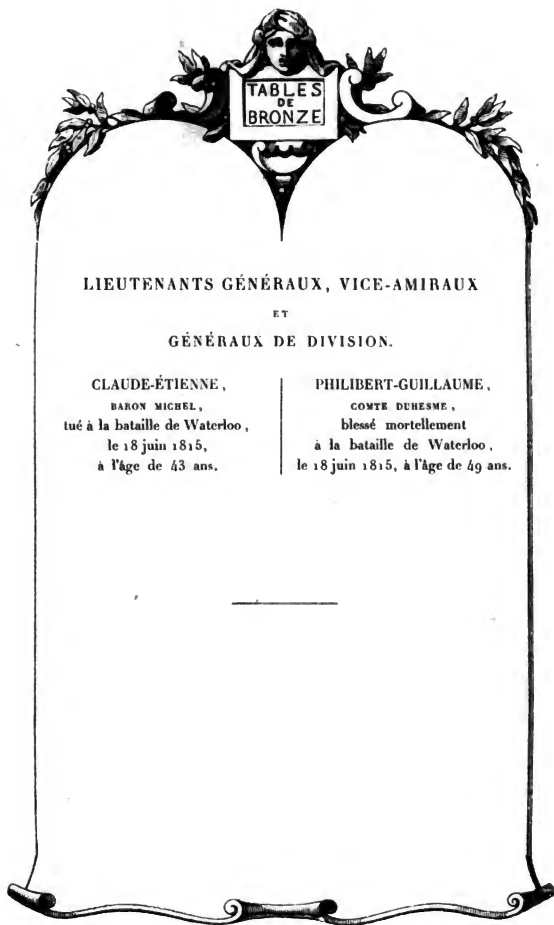 TABLES
DE
BRONZE
LIEUTENANTS GÉNÉRAUX, VICE-AMIRAUX
ET
GÉNÉRAUX DE DIVISION.
CLAUDE-ÉTIENNE,
BARON MICHEL,
tué à la bataille de Waterloo,
le 18 juin 1815,
à l'âge de 43 ans.
PHILIBERT-GUILLAUME,
COMTE DUHESME,
blessé mortellement
à la bataille de Waterloo,
le 18 juin 1815, à l'âge de 49 ans.